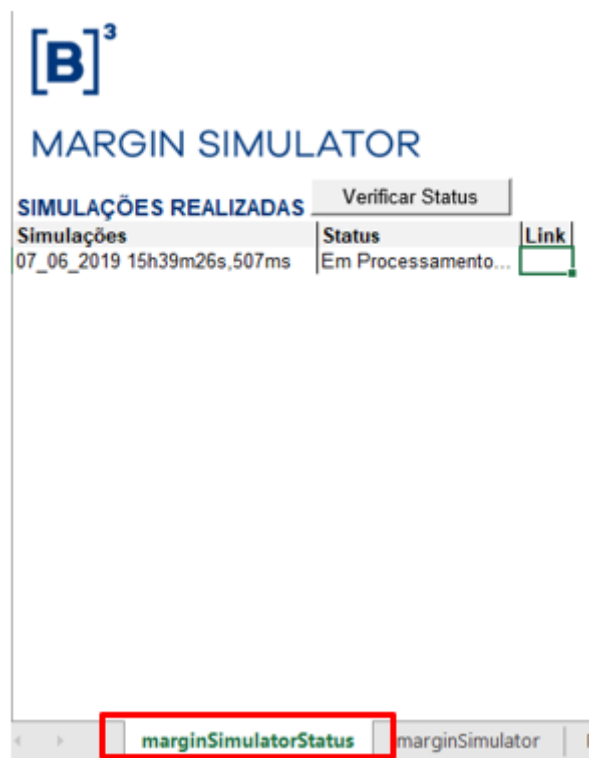 [B]³
MARGIN SIMULATOR
SIMULAÇÕES REALIZADAS Verificar Status
Simulações Status Link
07_06_2019 15h39m26s,507ms Em Processamento...
marginSimulatorStatus marginSimulator